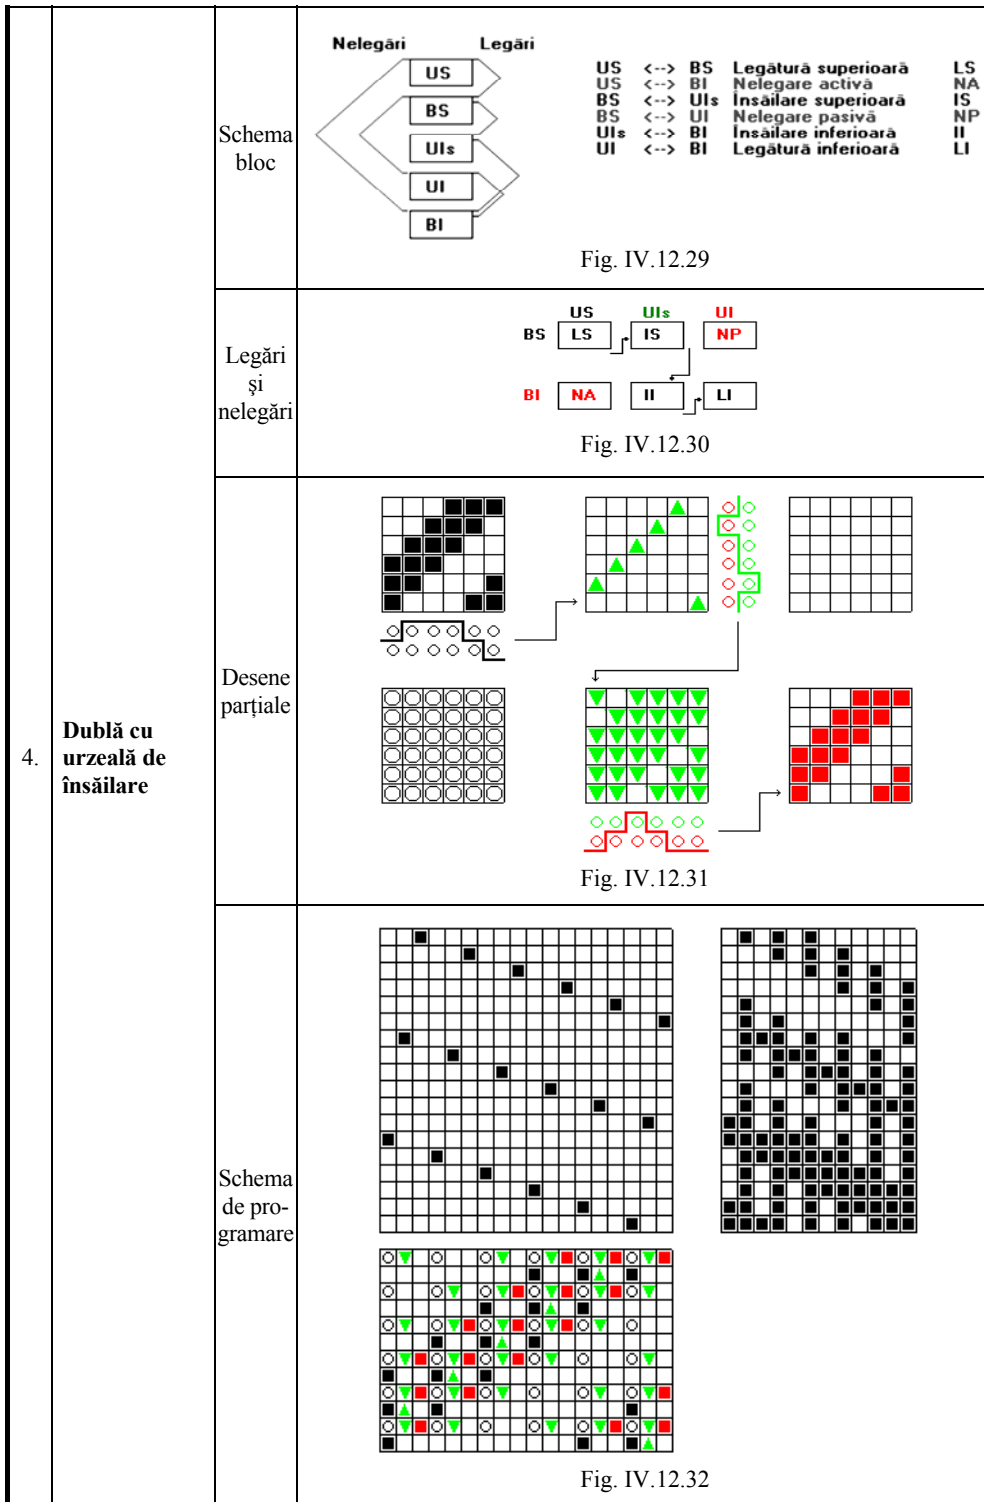 4.
Dublă cu
urzeală de
însăilare
Schema
bloc
Nelegări Legări
US
BS
UIs
UI
BI
US <--> BS Legătură superioară LS
US <--> BI Nelegare activă NA
BS <--> UIs Însăilare superioară IS
BS <--> UI Nelegare pasivă NP
UIs <--> BI Însăilare inferioară II
UI <--> BI Legătură inferioară LI
Fig. IV.12.29
Legări
şi
nelegări
US UIs UI
BS LS IS NP
BI NA II LI
Fig. IV.12.30
Desene
parţiale
Fig. IV.12.31
Schema
de pro-
gramare
Fig. IV.12.32